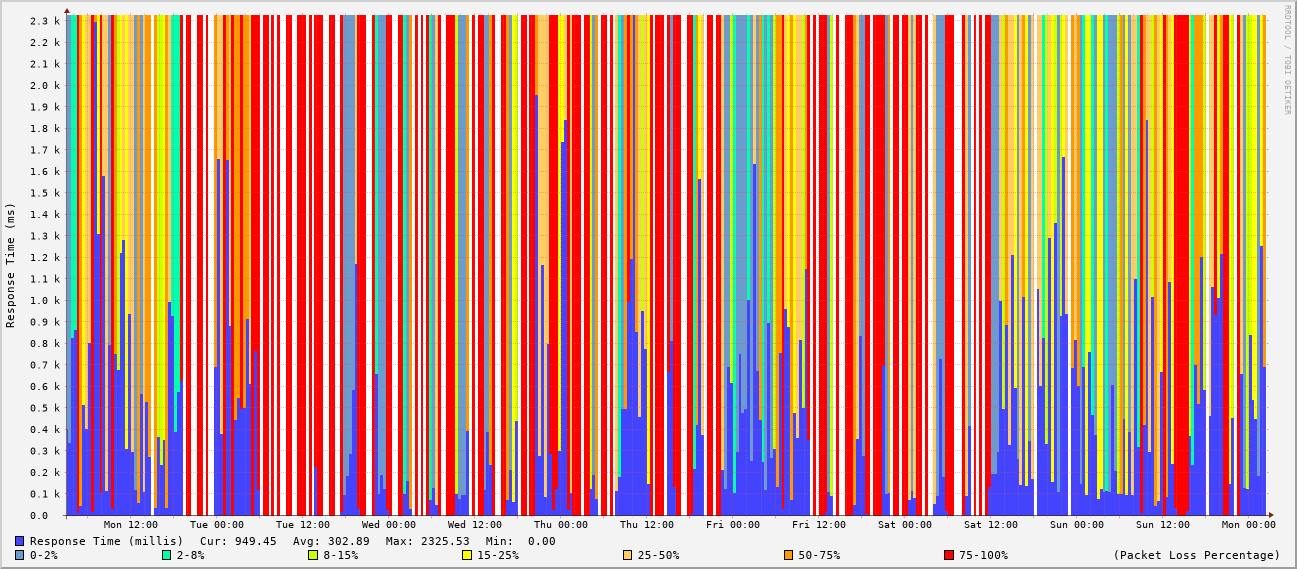 RRDTOOL / TOBI OETIKER
Response Time (ms)
2.3 k
2.2 k
2.1 k
2.0 k
1.9 k
1.8 k
1.7 k
1.6 k
1.5 k
1.4 k
1.3 k
1.2 k
1.1 k
1.0 k
0.9 k
0.8 k
0.7 k
0.6 k
0.5 k
0.4 k
0.3 k
0.2 k
0.1 k
0.0
Mon 12:00 Tue 00:00 Tue 12:00 Wed 00:00 Wed 12:00 Thu 00:00 Thu 12:00 Fri 00:00 Fri 12:00 Sat 00:00 Sat 12:00 Sun 00:00 Sun 12:00 Mon 00:00
Response Time (millis) Cur: 949.45 Avg: 302.89 Max: 2325.53 Min: 0.00
0-2% 2-8% 8-15% 15-25% 25-50% 50-75% 75-100% (Packet Loss Percentage)